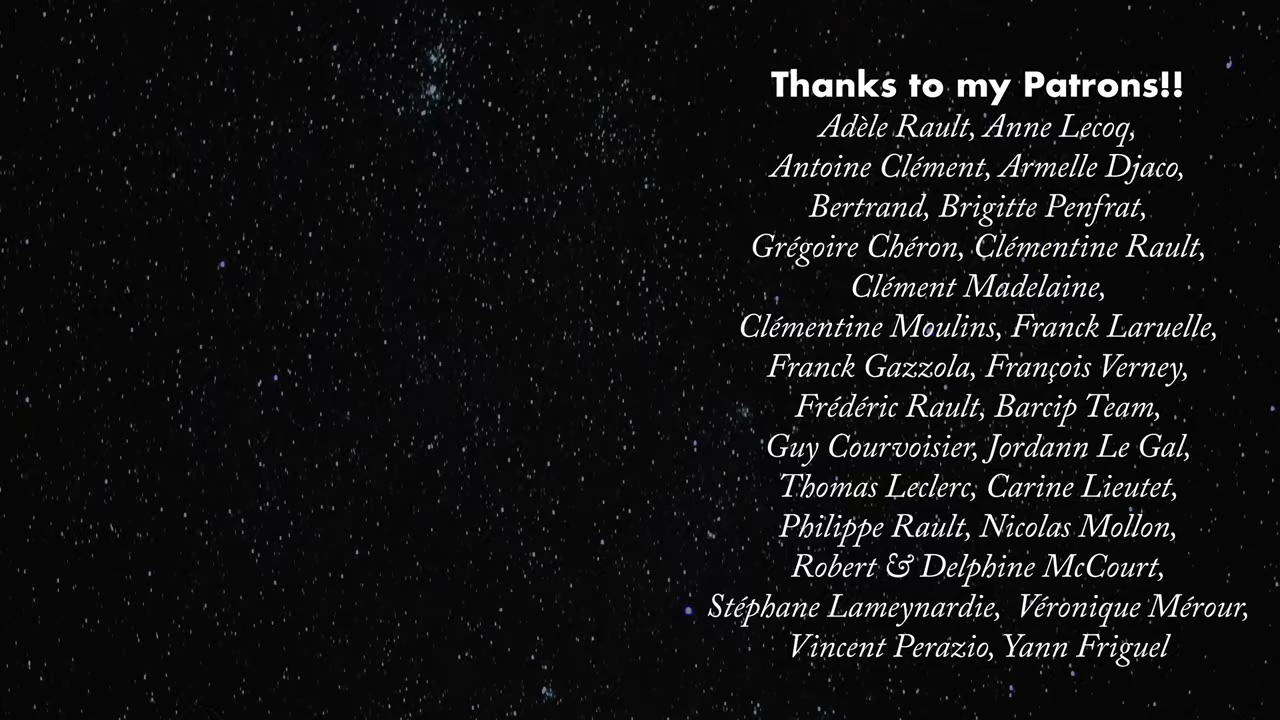 Thanks to my Patrons!!
Adèle Rault, Anne Lecoq,
Antoine Clément, Armelle Djaco,
Bertrand, Brigitte Penfrat,
Grégoire Chéron, Clémentine Rault,
Clément Madelaine,
Clémentine Moulins, Franck Laruelle,
Franck Gazzola, François Verney,
Frédéric Rault, Barcip Team,
Guy Courvoisier, Jordann Le Gal,
Thomas Leclerc, Carine Lieutet,
Philippe Rault, Nicolas Mollon,
Robert & Delphine McCourt,
Stéphane Lameynardie, Véronique Mérour,
Vincent Perazio, Yann Friguel